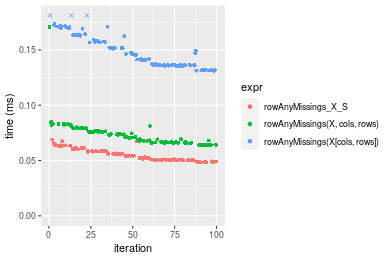 0.15
0.10
0.05
0.00
time (ms)
0
25
50
75
100
iteration
expr
rowAnyMissings_X_S
rowAnyMissings(X, cols, rows)
rowAnyMissings(X[cols, rows])